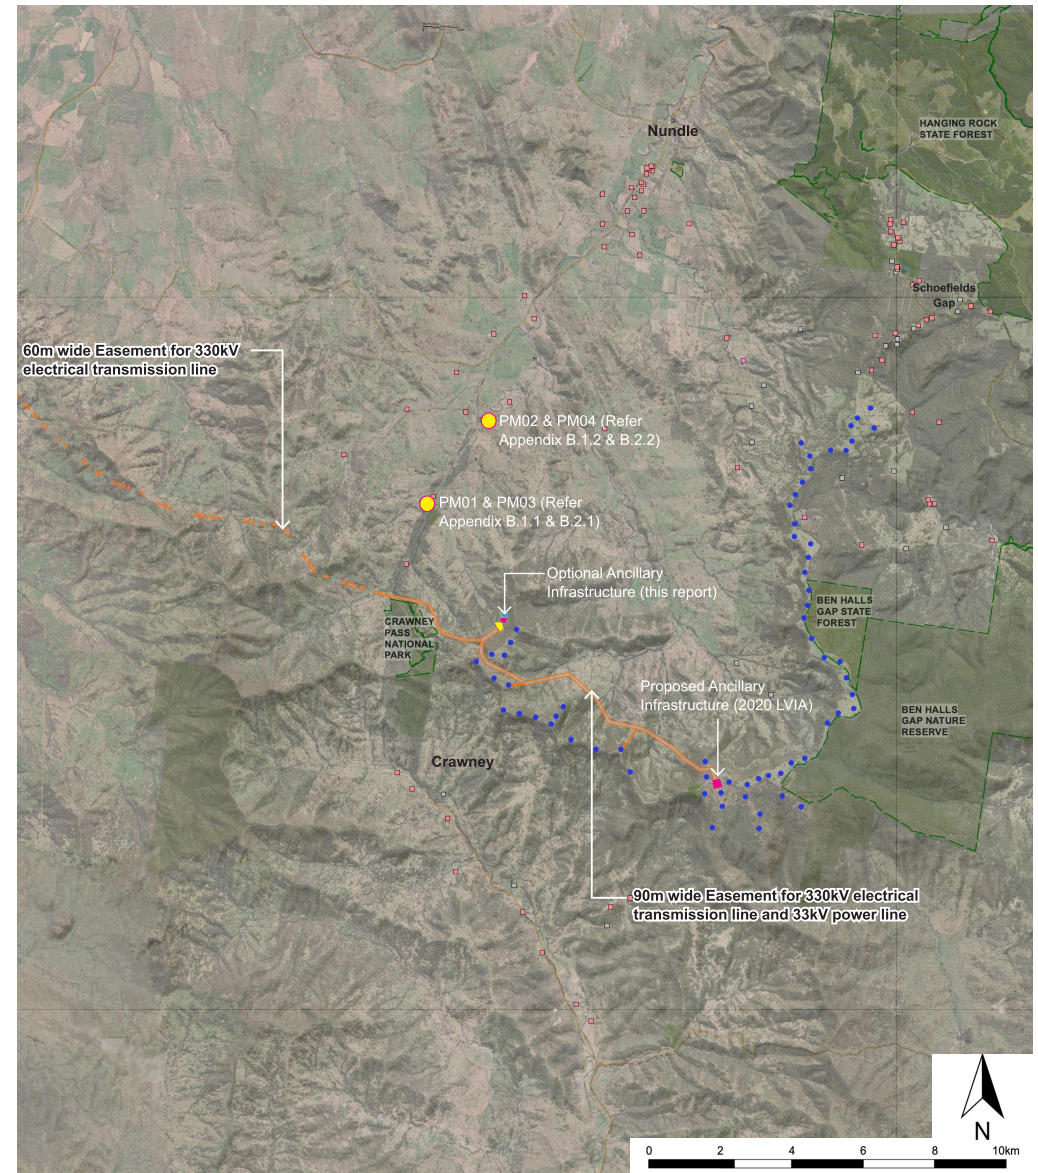 Nundle
HANGING ROCK
STATE FOREST
Schoefields
Gap
60m wide Easement for 330kV
electrical transmission line
PM02 & PM04 (Refer
Appendix B.1.2 & B.2.2)
PM01 & PM03 (Refer
Appendix B.1.1 & B.2.1)
Optional Ancillary
Infrastructure (this report)
BEN HALLS
GAP STATE
FOREST
CRAWNEY
PASS
NATIONAL
PARK
Proposed Ancillary
Infrastructure (2020 LVIA)
BEN HALLS
GAP NATURE
RESERVE
Crawney
90m wide Easement for 330kV electrical
transmission line and 33kV power line
N
0 2 4 6 8 10km